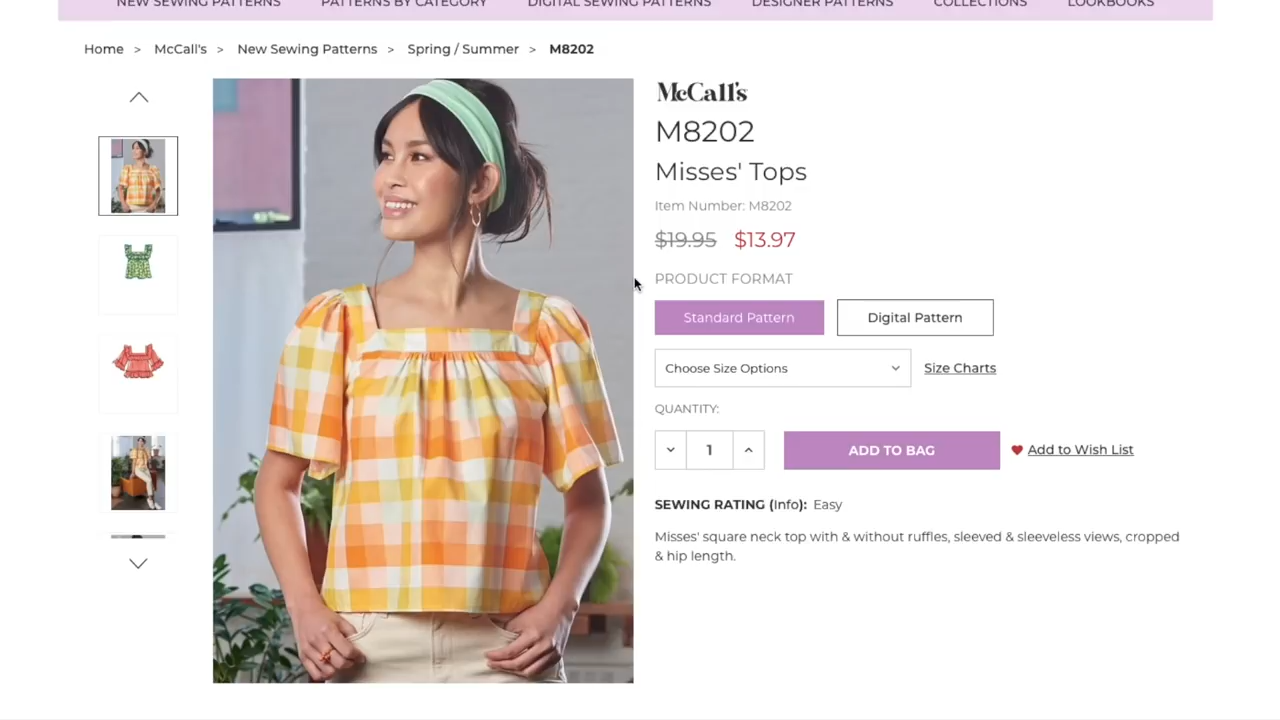 NEW SEWING PATTERNS PATTERNS BY CATEGORY DIGITAL SEWING PATTERNS DESIGNER PATTERNS COLLECTIONS LOOKBOOKS
Home > McCall's > New Sewing Patterns > Spring / Summer > M8202
McCall's
M8202
Misses' Tops
Item Number: M8202
$19.95 $13.97
PRODUCT FORMAT
Standard Pattern Digital Pattern
Choose Size Options Size Charts
QUANTITY:
1 ADD TO BAG Add to Wish List
SEWING RATING (Info): Easy
Misses' square neck top with & without ruffles, sleeved & sleeveless views, cropped
& hip length.